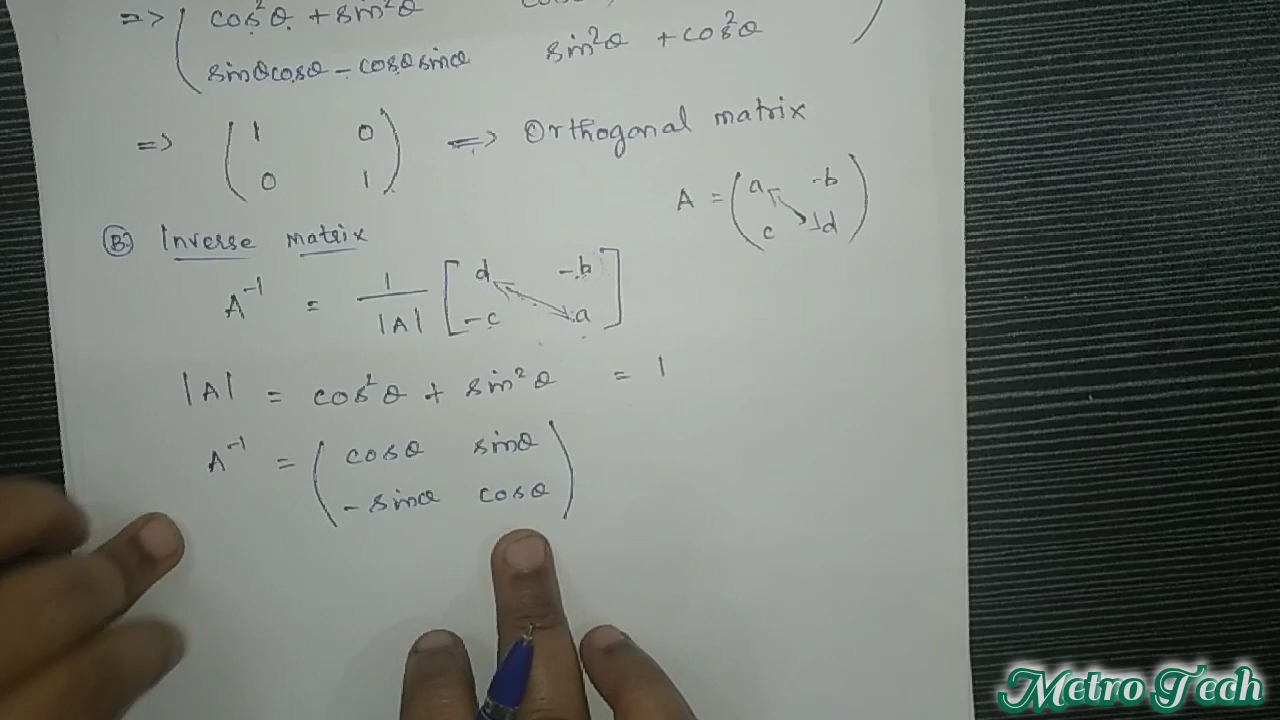 => ( cos²θ + sin²θ
sinθcosθ - cosθsinθ sin²θ + cos²θ )
=> ( 1 0 => Orthogonal matrix
0 1 )
A = ( a -b
c d )
(B) Inverse matrix
A⁻¹ = 1/|A| [ d -b
-c a ]
|A| = cos²θ + sin²θ = 1
A⁻¹ = ( cosθ sinθ
-sinθ cosθ )
Metro Tech